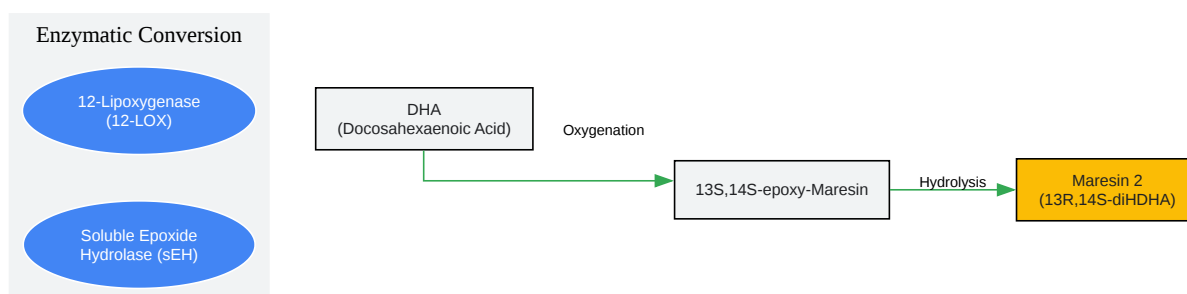 Enzymatic Conversion
12-Lipoxygenase
(12-LOX)
Soluble Epoxide
Hydrolase (sEH)
DHA
(Docosahexaenoic Acid)
Oxygenation
13S,14S-epoxy-Maresin
Hydrolysis
Maresin 2
(13R,14S-diHDHA)